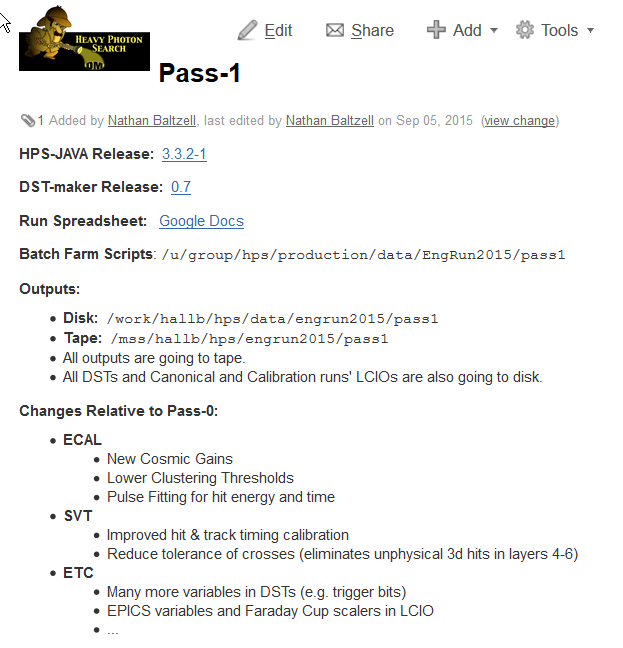 Edit Share Add Tools
HEAVY PHOTON
SEARCH
Pass-1
1 Added by Nathan Baltzell, last edited by Nathan Baltzell on Sep 05, 2015 (view change)
HPS-JAVA Release: 3.3.2-1
DST-maker Release: 0.7
Run Spreadsheet: Google Docs
Batch Farm Scripts: /u/group/hps/production/data/EngRun2015/pass1
Outputs:
• Disk: /work/hallb/hps/data/engrun2015/pass1
• Tape: /mss/hallb/hps/engrun2015/pass1
• All outputs are going to tape.
• All DSTs and Canonical and Calibration runs' LCIOs are also going to disk.
Changes Relative to Pass-0:
• ECAL
• New Cosmic Gains
• Lower Clustering Thresholds
• Pulse Fitting for hit energy and time
• SVT
• Improved hit & track timing calibration
• Reduce tolerance of crosses (eliminates unphysical 3d hits in layers 4-6)
• ETC
• Many more variables in DSTs (e.g. trigger bits)
• EPICS variables and Faraday Cup scalers in LCIO
• ...